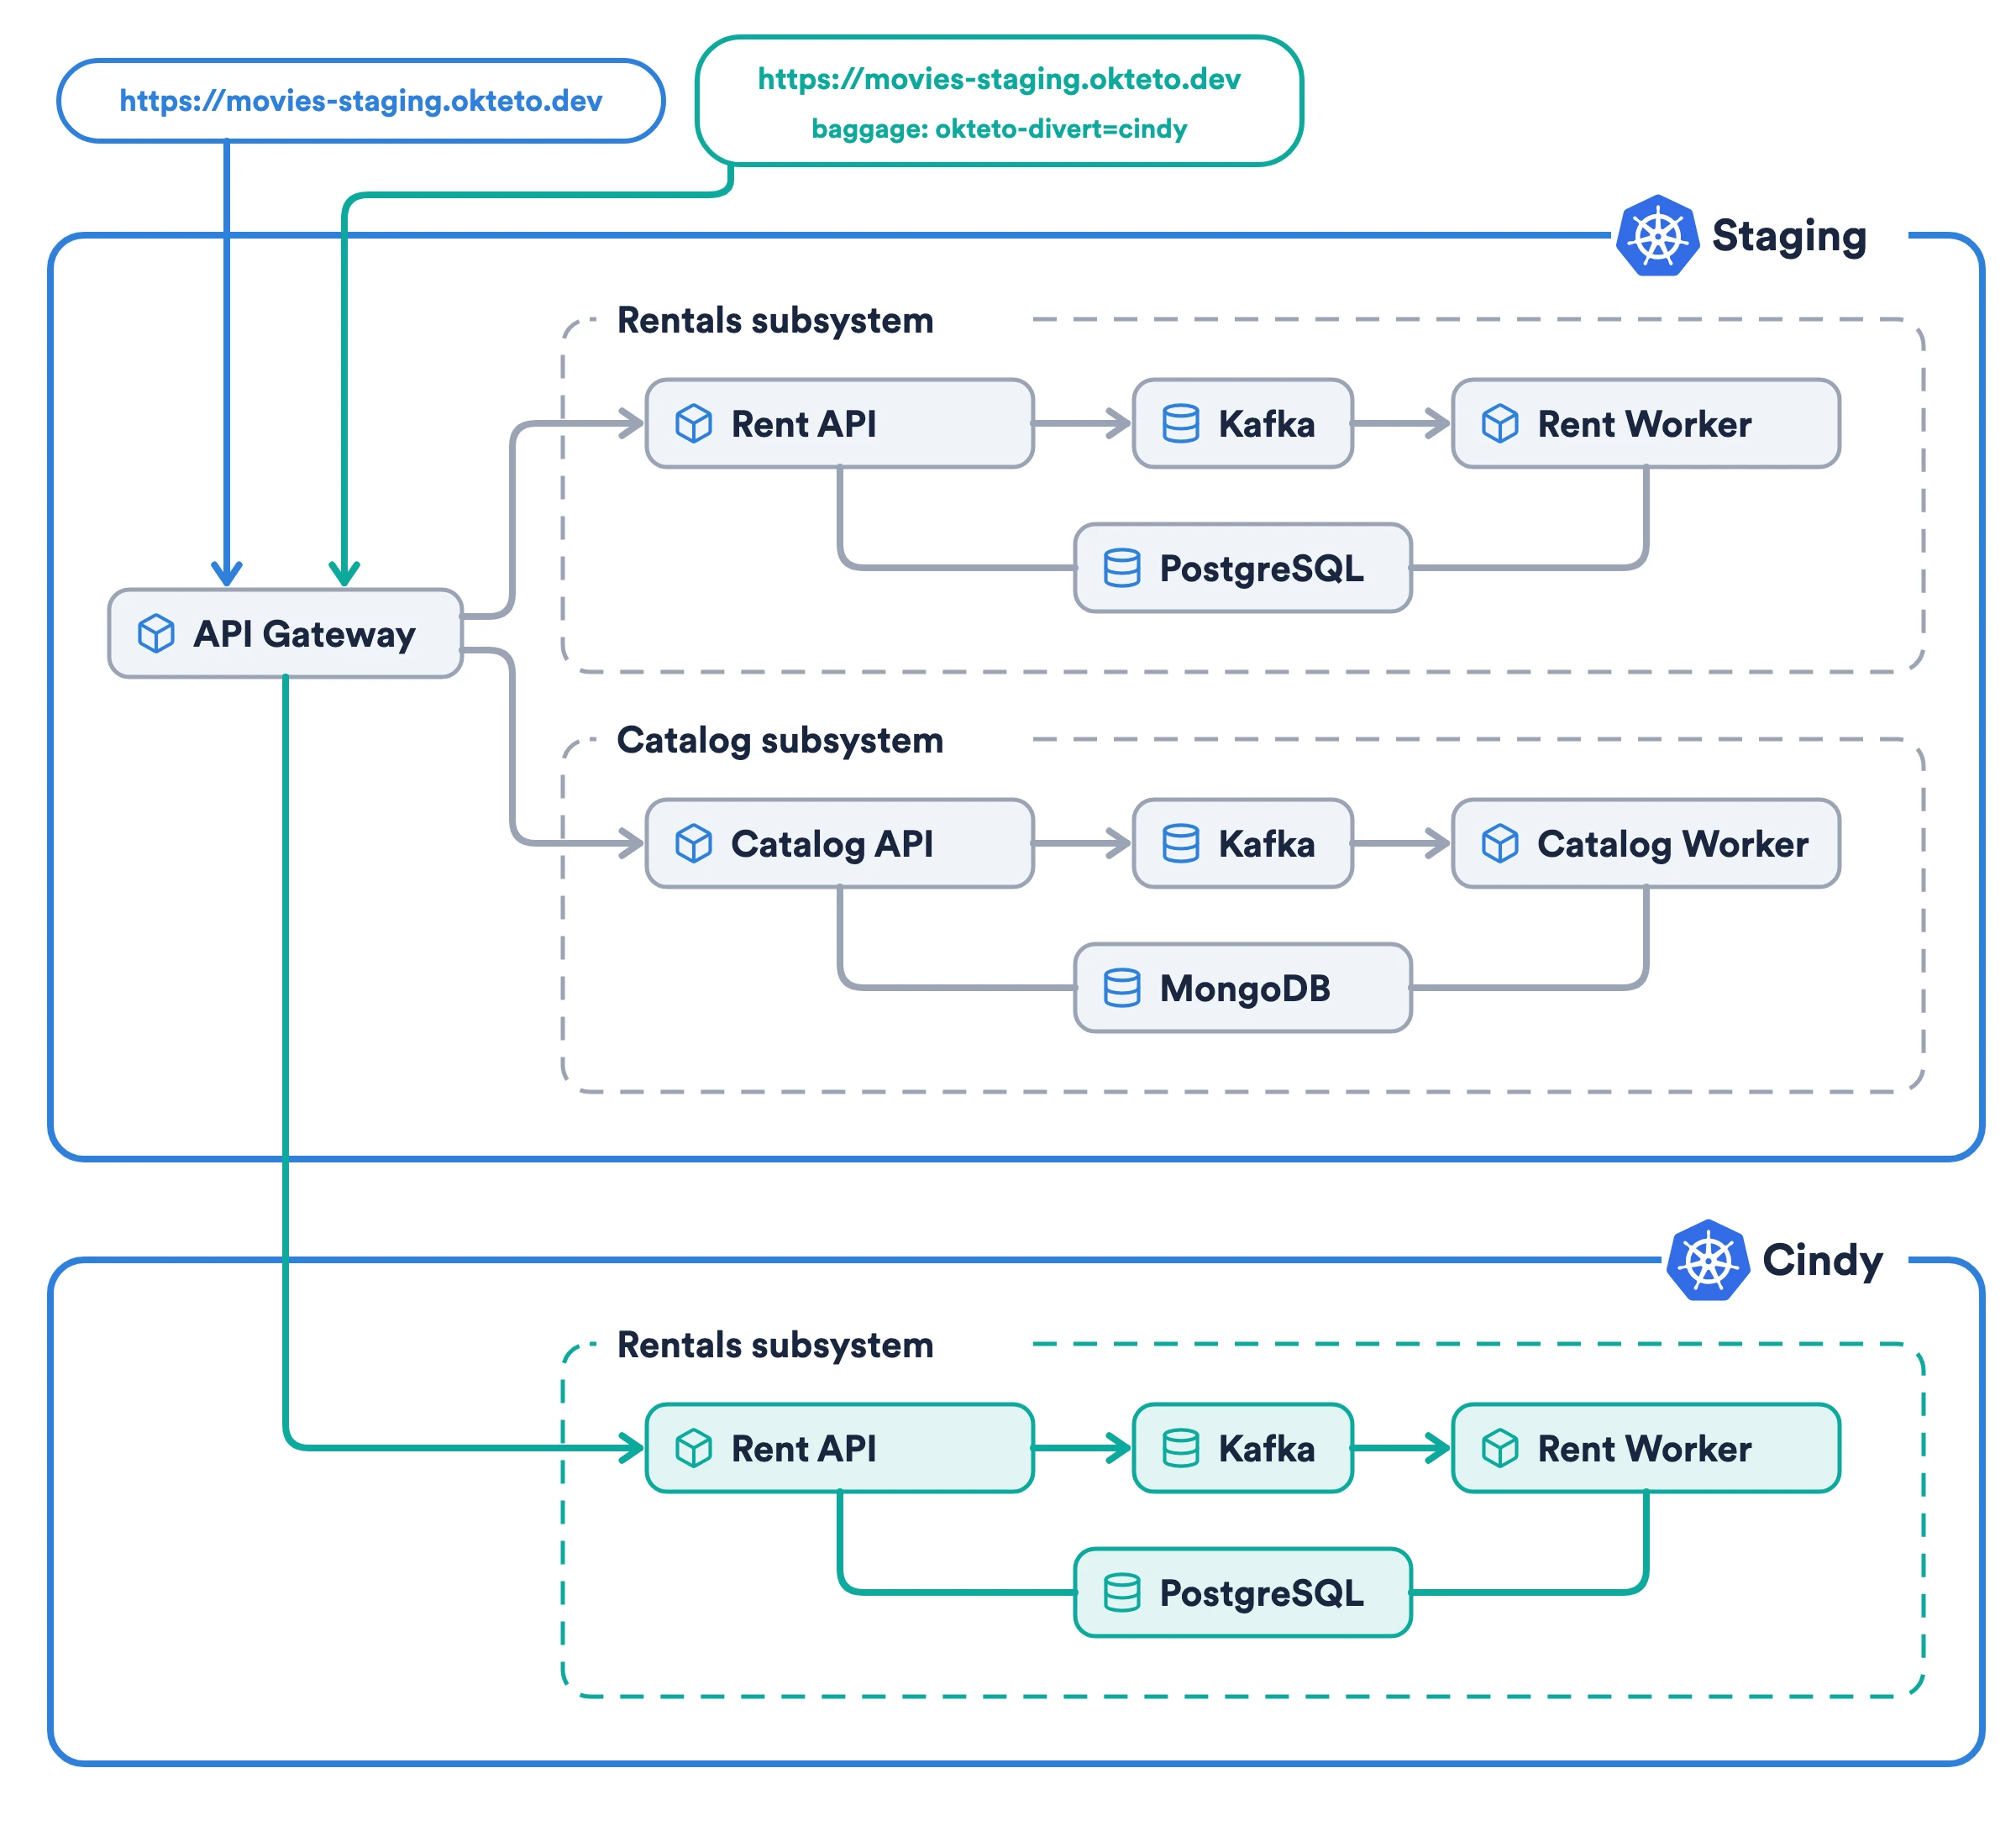 https://movies-staging.okteto.dev
https://movies-staging.okteto.dev
baggage: okteto-divert=cindy
Staging
Rentals subsystem
Rent API
Kafka
Rent Worker
PostgreSQL
API Gateway
Catalog subsystem
Catalog API
Kafka
Catalog Worker
MongoDB
Cindy
Rentals subsystem
Rent API
Kafka
Rent Worker
PostgreSQL